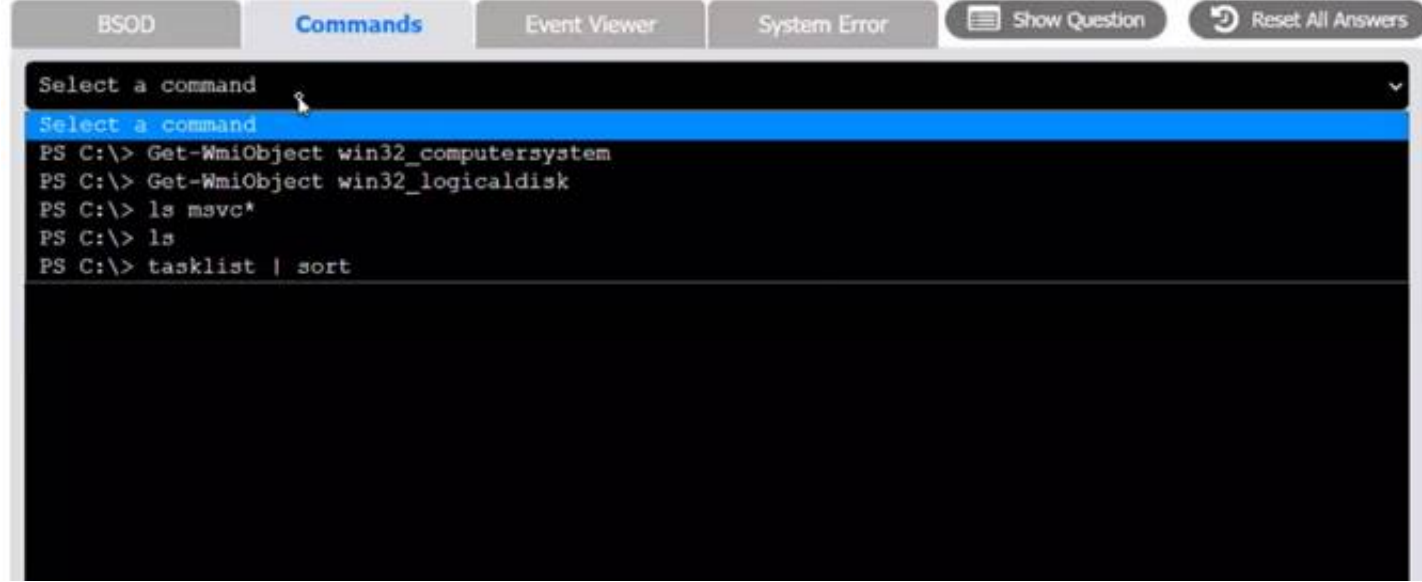 BSOD Commands Event Viewer System Error Show Question Reset All Answers
Select a command
Select a command
PS C:\> Get-WmiObject win32_computersystem
PS C:\> Get-WmiObject win32_logicaldisk
PS C:\> ls msvc*
PS C:\> ls
PS C:\> tasklist | sort